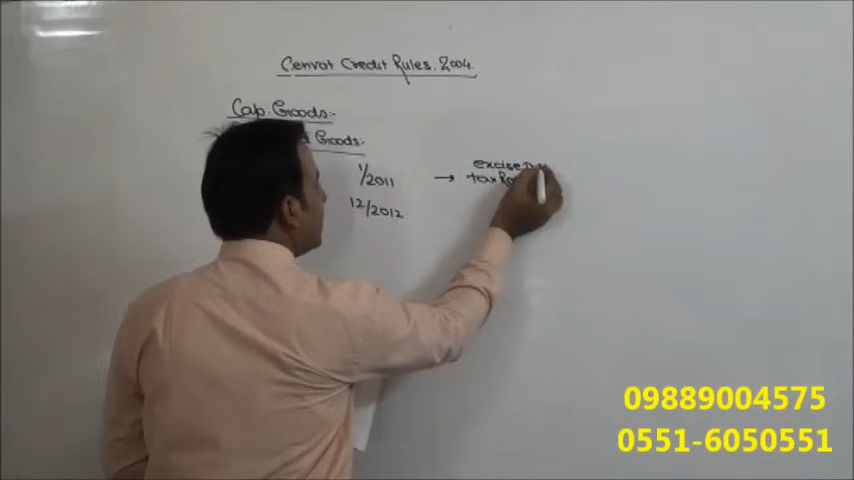 Cenvat Credit Rules, 2004.
Cap. Goods:-
Goods:-
1/2011 → excise
12/2012 tax
09889004575
0551-6050551